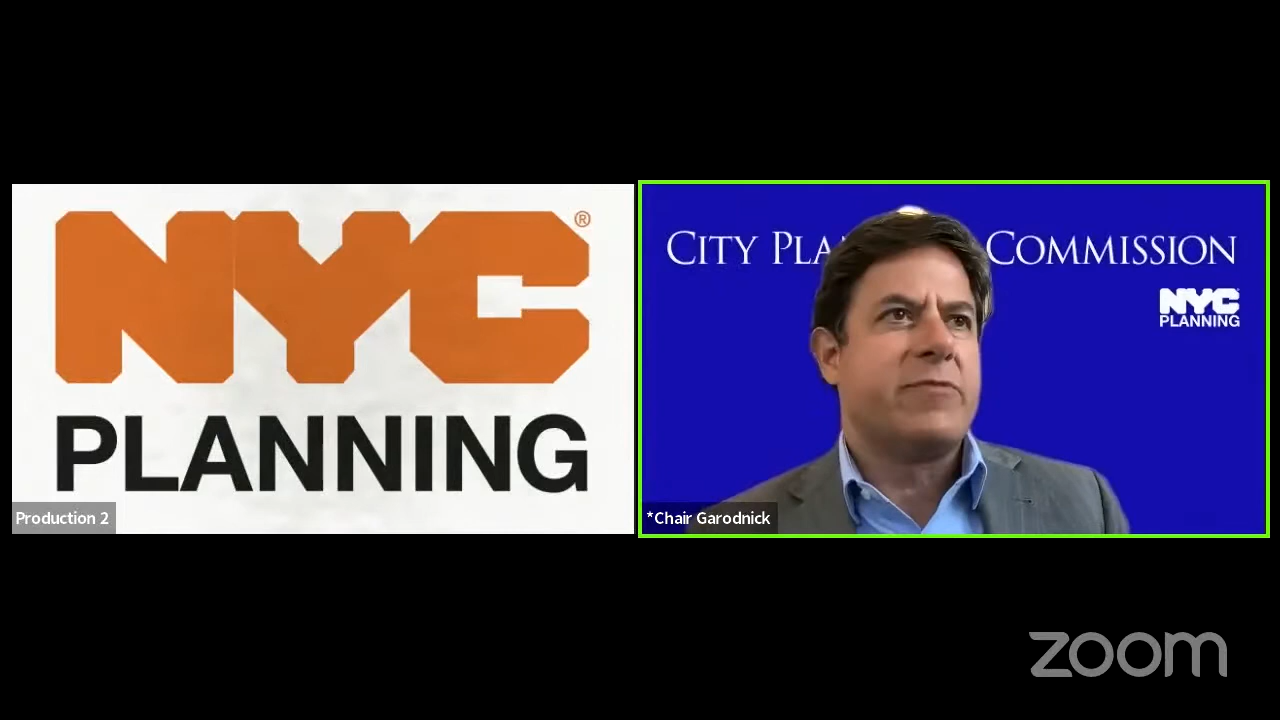 NYC®
PLANNING
Production 2
CITY PLA COMMISSION
NYC
PLANNING
*Chair Garodnick
zoom